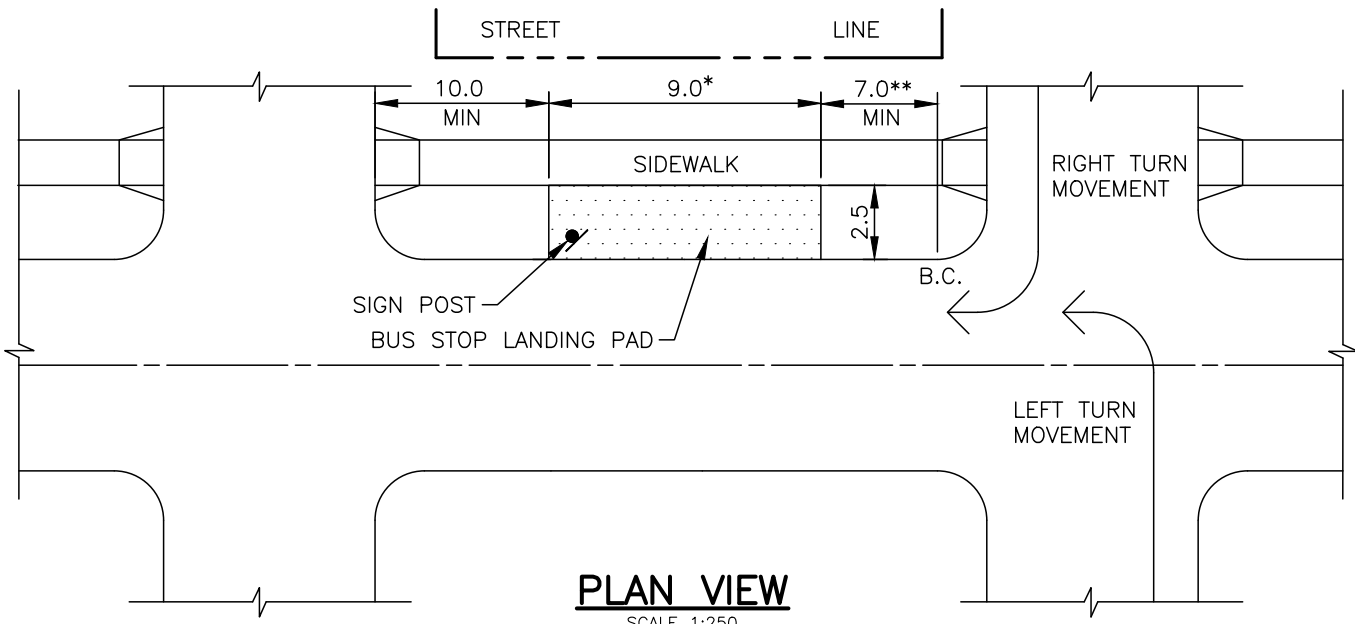 STREET LINE
10.0
MIN
9.0*
7.0**
MIN
SIDEWALK
RIGHT TURN
MOVEMENT
2.5
B.C.
SIGN POST
BUS STOP LANDING PAD
LEFT TURN
MOVEMENT
PLAN VIEW
SCALE 1:250